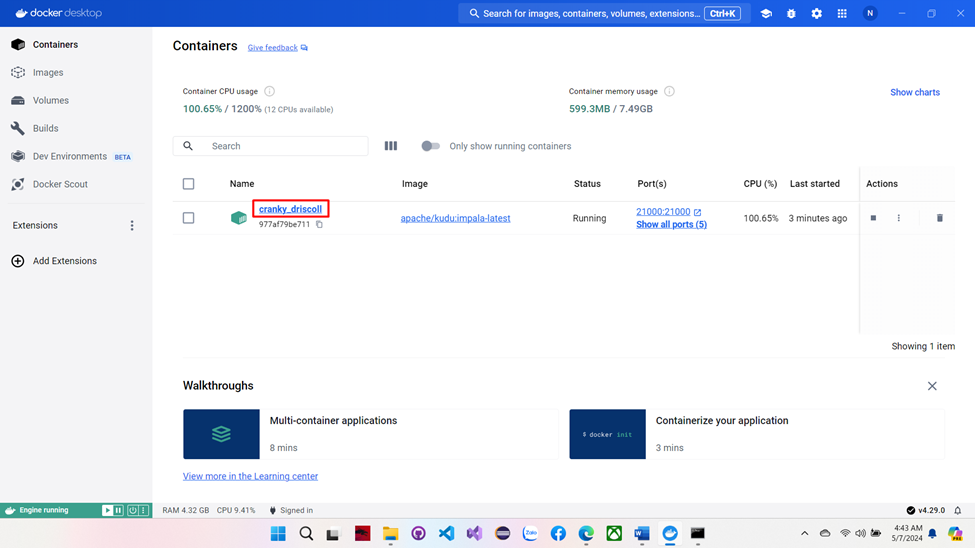 docker desktop
Search for images, containers, volumes, extensions... Ctrl+K
N
Containers
Images
Volumes
Builds
Dev Environments BETA
Docker Scout
Extensions
Add Extensions
Containers Give feedback
Container CPU usage
100.65% / 1200% (12 CPUs available)
Container memory usage
599.3MB / 7.49GB
Show charts
Search
Only show running containers
Name Image Status Port(s) CPU (%) Last started Actions
cranky_driscoll
977af79be711
apache/kudu:impala-latest
Running
21000:21000
Show all ports (5)
100.65%
3 minutes ago
Showing 1 item
Walkthroughs
Multi-container applications
8 mins
$ docker init
Containerize your application
3 mins
View more in the Learning center
Engine running
RAM 4.32 GB CPU 9.41% Signed in
v4.29.0
Zalo
4:43 AM
5/7/2024